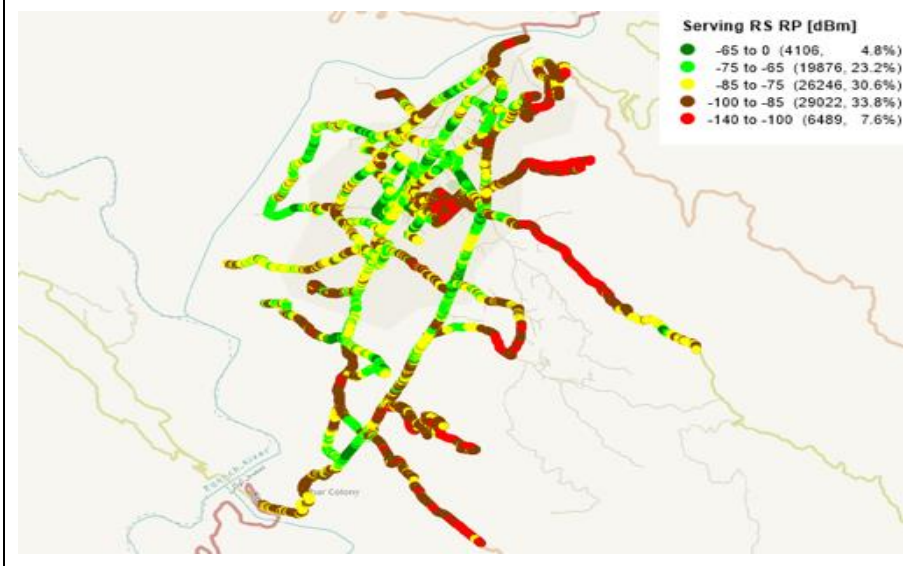 Serving RS RP [dBm]
-65 to 0 (4106, 4.8%)
-75 to -65 (19876, 23.2%)
-85 to -75 (26246, 30.6%)
-100 to -85 (29022, 33.8%)
-140 to -100 (6489, 7.6%)
River
Colony